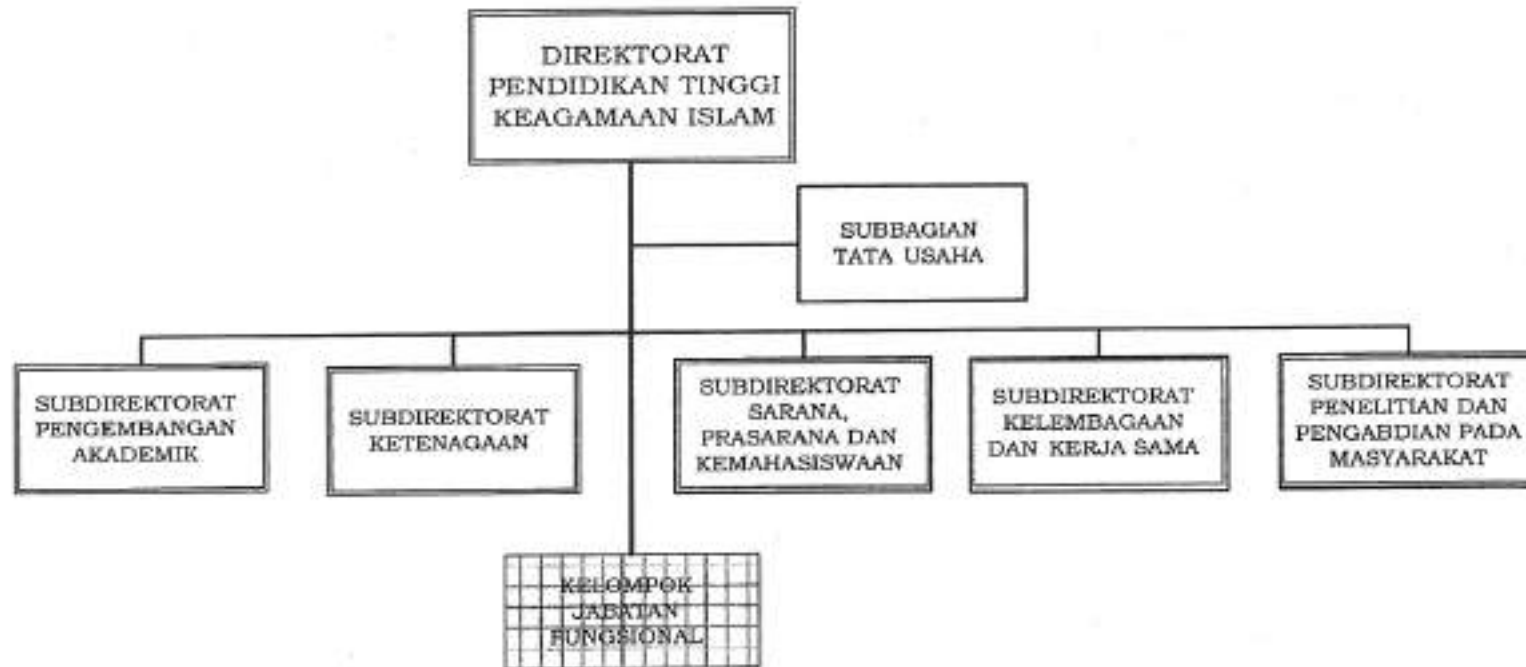 DIREKTORAT
PENDIDIKAN TINGGI
KEAGAMAAN ISLAM
SUBBAGIAN
TATA USAHA
SUBDIREKTORAT
PENGEMBANGAN
AKADEMIK
SUBDIREKTORAT
KETENAGAAN
SUBDIREKTORAT
SARANA,
PRASARANA DAN
KEMAHASISWAAN
SUBDIREKTORAT
KELEMBAGAAN
DAN KERJA SAMA
SUBDIREKTORAT
PENELITIAN DAN
PENGABDIAN PADA
MASYARAKAT
KELOMPOK
JABATAN
FUNGSIONAL